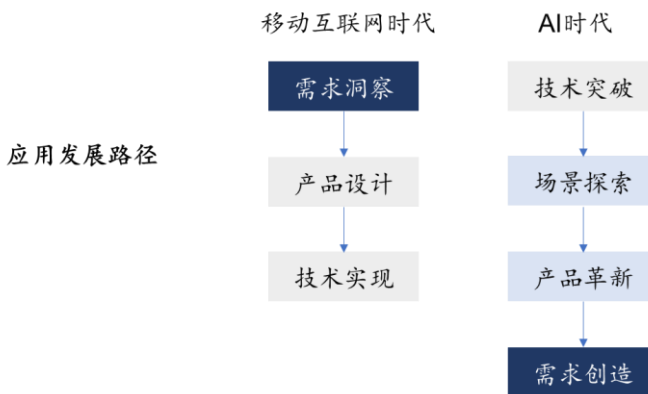 移动互联网时代
AI时代
需求洞察
技术突破
应用发展路径
产品设计
场景探索
技术实现
产品革新
需求创造